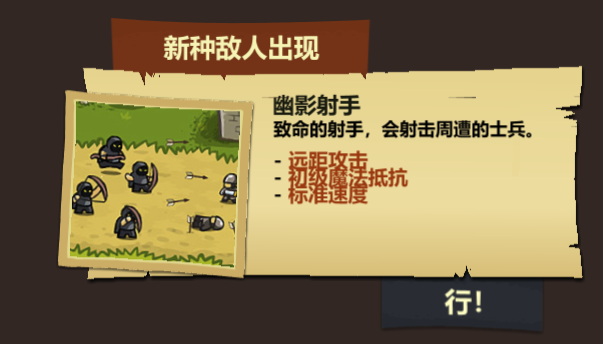 新种敌人出现
幽影射手
致命的射手，会射击周遭的士兵。
- 远距攻击
- 初级魔法抵抗
- 标准速度
行！